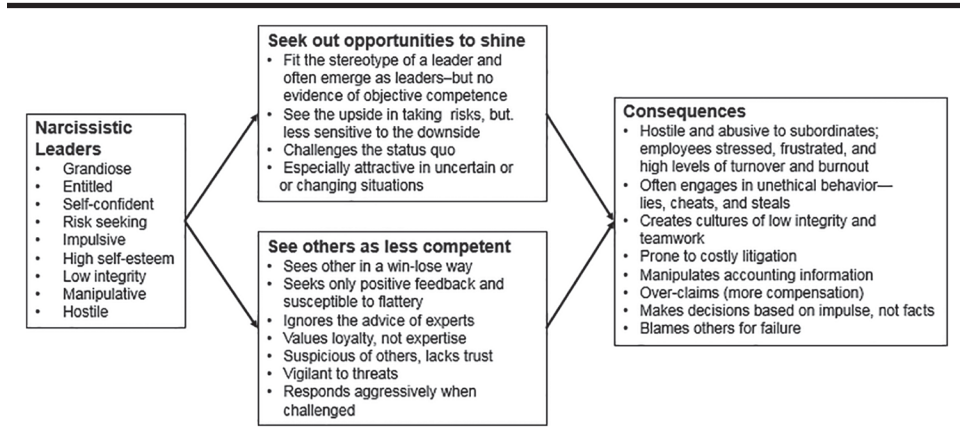 Narcissistic
Leaders
• Grandiose
• Entitled
• Self-confident
• Risk seeking
• Impulsive
• High self-esteem
• Low integrity
• Manipulative
• Hostile
Seek out opportunities to shine
• Fit the stereotype of a leader and
often emerge as leaders–but no
evidence of objective competence
• See the upside in taking risks, but.
less sensitive to the downside
• Challenges the status quo
• Especially attractive in uncertain or
or changing situations
See others as less competent
• Sees other in a win-lose way
• Seeks only positive feedback and
susceptible to flattery
• Ignores the advice of experts
• Values loyalty, not expertise
• Suspicious of others, lacks trust
• Vigilant to threats
• Responds aggressively when
challenged
Consequences
• Hostile and abusive to subordinates;
employees stressed, frustrated, and
high levels of turnover and burnout
• Often engages in unethical behavior—
lies, cheats, and steals
• Creates cultures of low integrity and
teamwork
• Prone to costly litigation
• Manipulates accounting information
• Over-claims (more compensation)
• Makes decisions based on impulse, not facts
• Blames others for failure